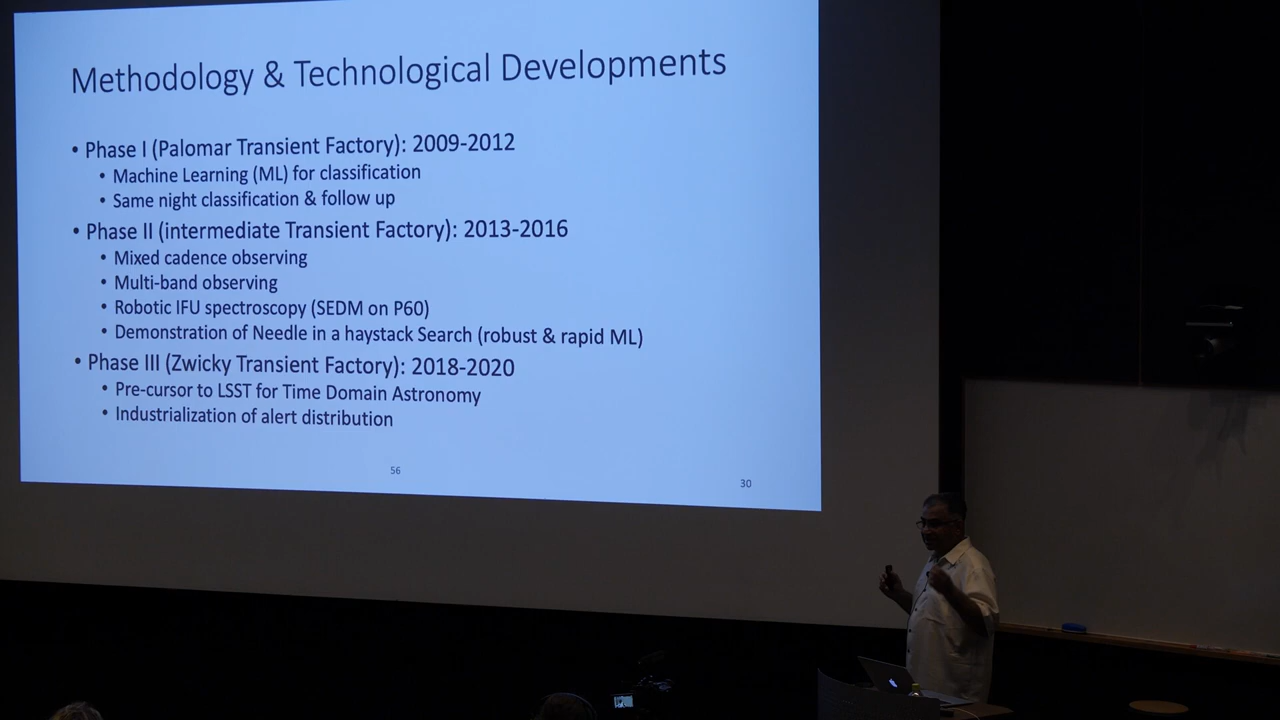 Methodology & Technological Developments
• Phase I (Palomar Transient Factory): 2009-2012
• Machine Learning (ML) for classification
• Same night classification & follow up
• Phase II (intermediate Transient Factory): 2013-2016
• Mixed cadence observing
• Multi-band observing
• Robotic IFU spectroscopy (SEDM on P60)
• Demonstration of Needle in a haystack Search (robust & rapid ML)
• Phase III (Zwicky Transient Factory): 2018-2020
• Pre-cursor to LSST for Time Domain Astronomy
• Industrialization of alert distribution
56
30